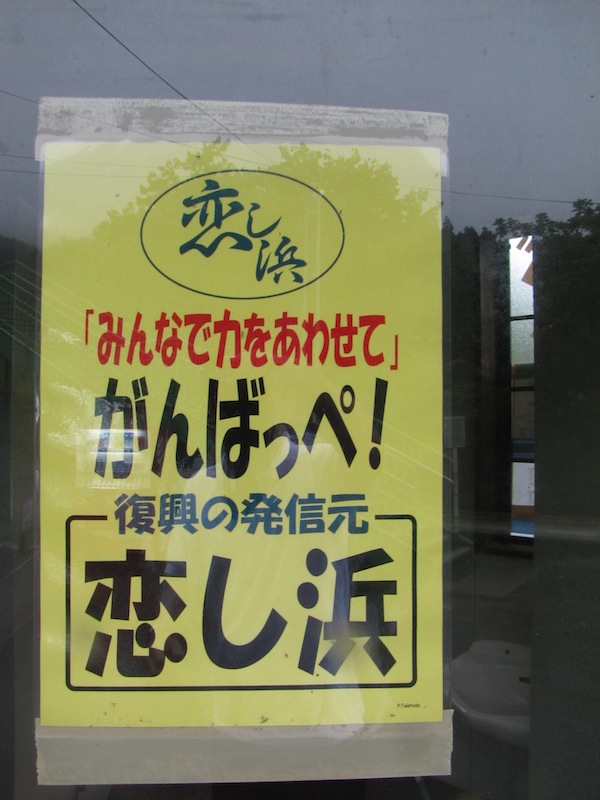 恋し浜
「みんなで力をあわせて」
がんばっぺ！
復興の発信元
恋し浜